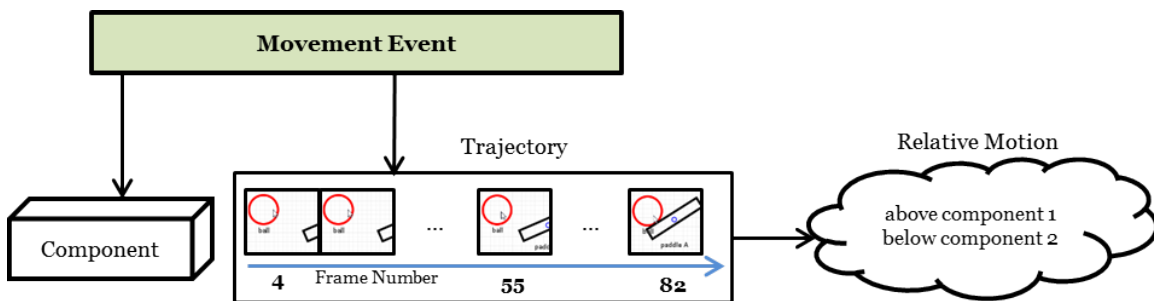 Movement Event
Trajectory
Relative Motion
Component
ball
ball
...
ball
paddle A
...
ball
paddle A
above component 1
below component 2
Frame Number
4
55
82